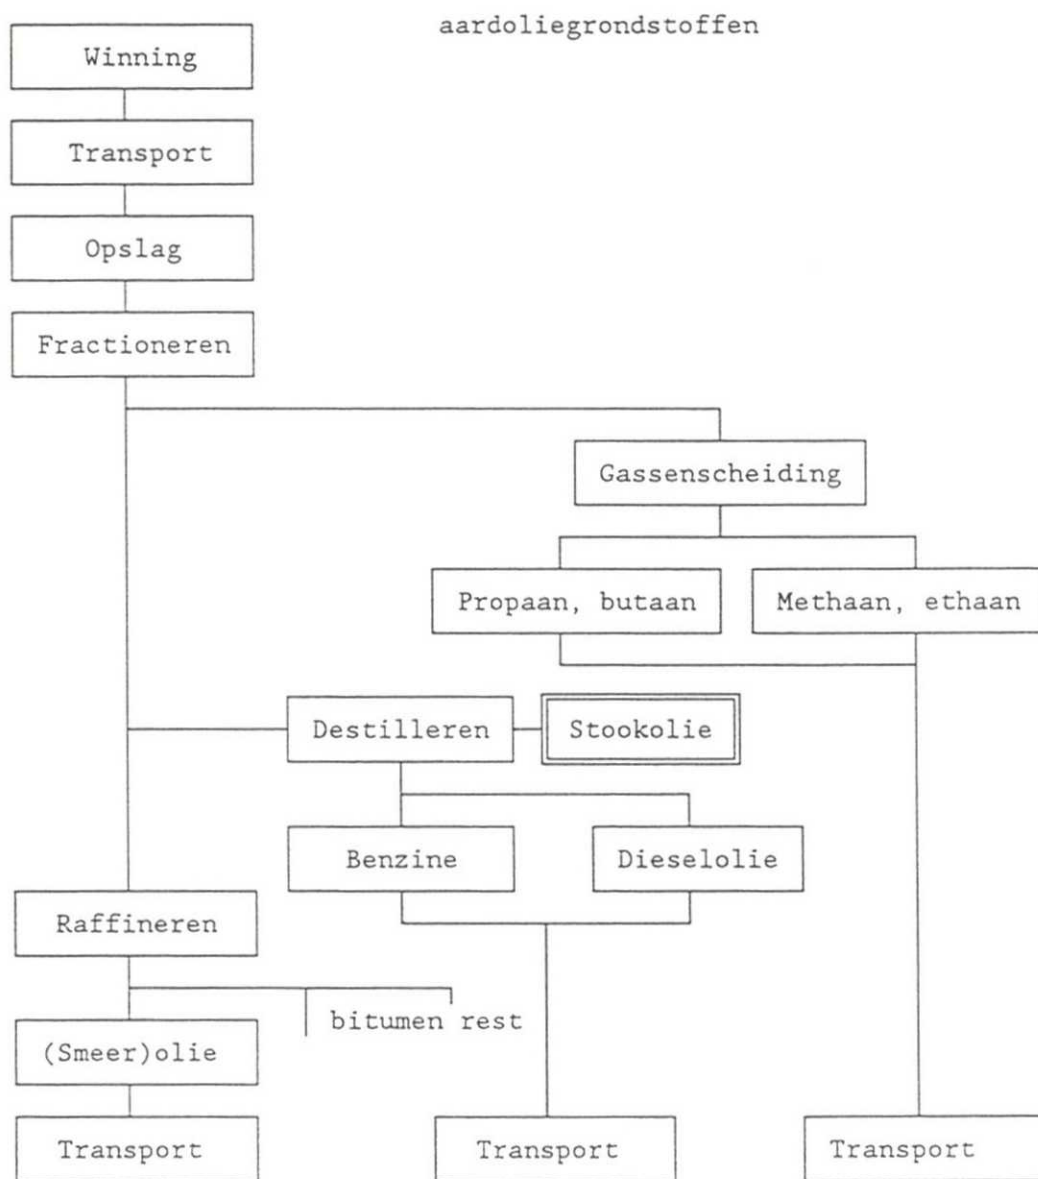 aardoliegrondstoffen
Winning
Transport
Opslag
Fractioneren
Gassenscheiding
Propaan, butaan
Methaan, ethaan
Destilleren
Stookolie
Benzine
Dieselolie
Raffineren
bitumen rest
(Smeer)olie
Transport
Transport
Transport